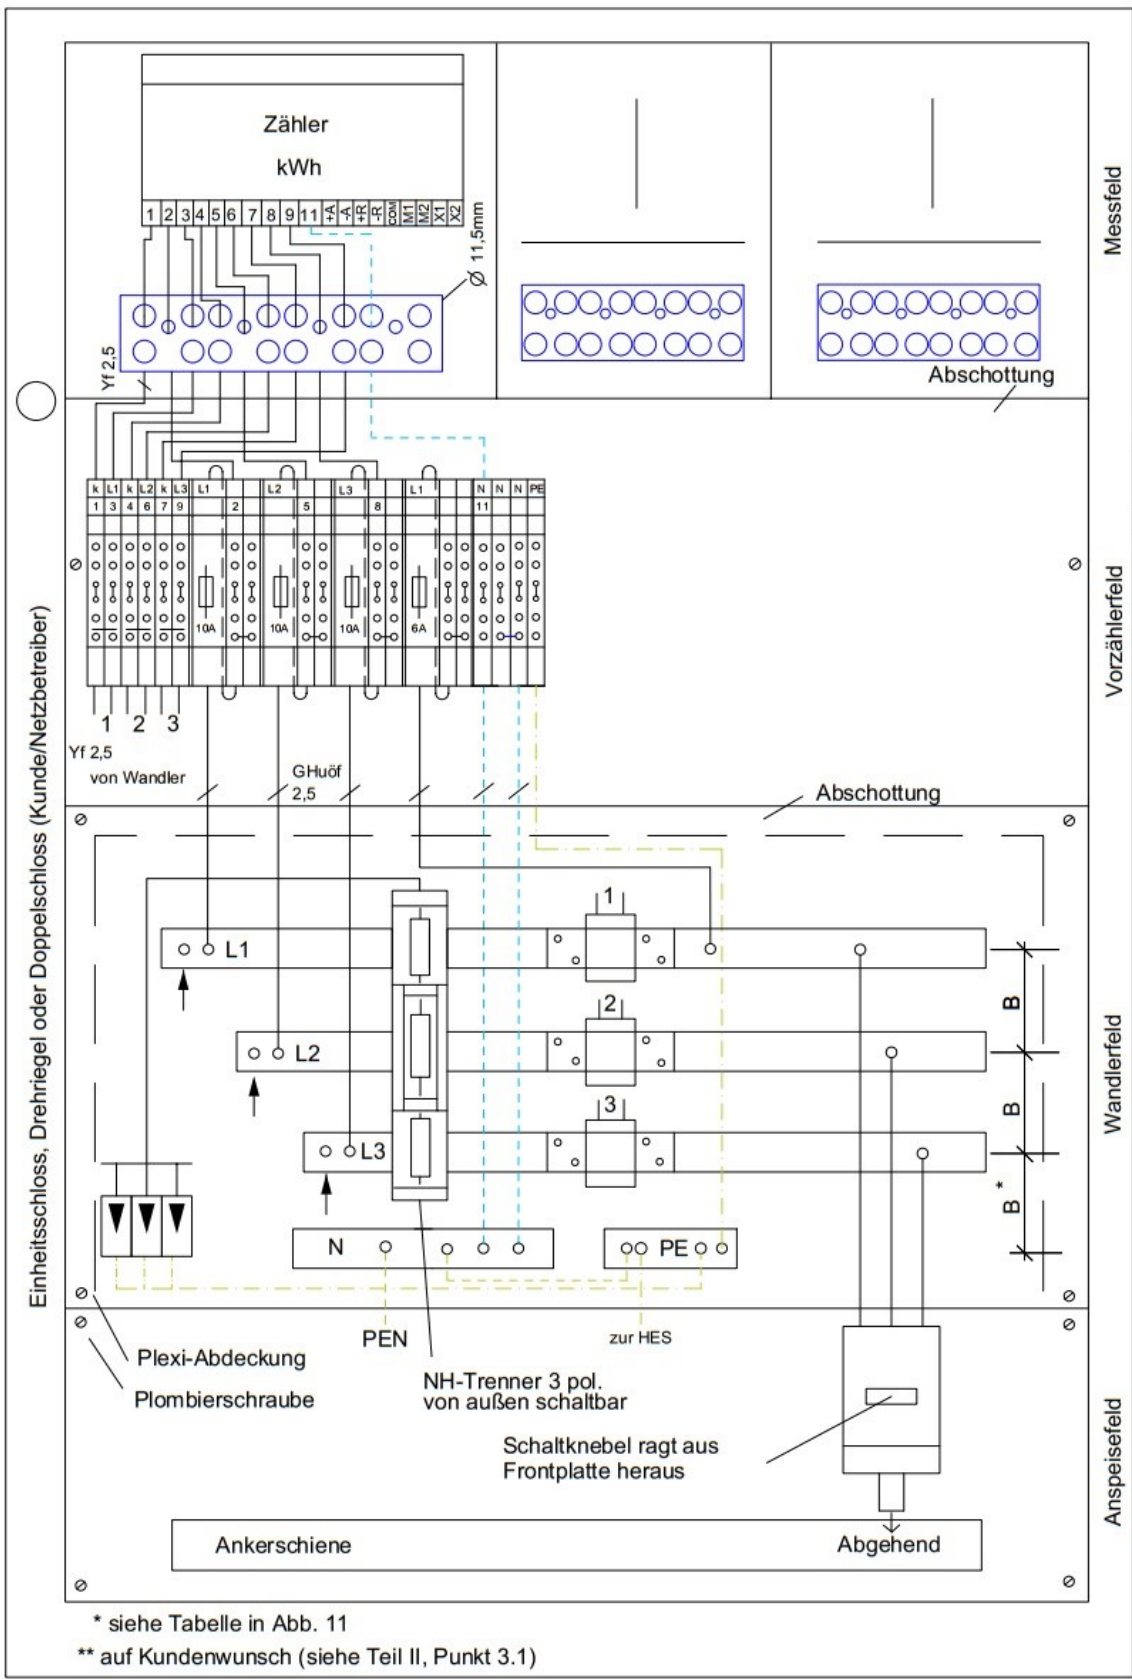 Zähler
kWh
1 2 3 4 5 6 7 8 9 11 +A -A +R -R COM M1 M2 X1 X2
Ø 11,5mm
Messfeld
Yf 2,5
Abschottung
k L1 k L2 k L3 L1 L2 L3 L1 N N N PE
1 3 4 6 7 9 2 5 8 11
10A 10A 10A 6A
Vorzählerfeld
1 2 3
Yf 2,5
von Wandler
GHuöf
2,5
Abschottung
Einheitsschloss, Drehriegel oder Doppelschloss (Kunde/Netzbetreiber)
1
L1
B
2
L2
B
3
L3
B*
Wandlerfeld
N
PE
PEN
zur HES
Plexi-Abdeckung
Plombierschraube
NH-Trenner 3 pol.
von außen schaltbar
Schaltknebel ragt aus
Frontplatte heraus
Anspeisefeld
Ankerschiene
Abgehend
* siehe Tabelle in Abb. 11
** auf Kundenwunsch (siehe Teil II, Punkt 3.1)